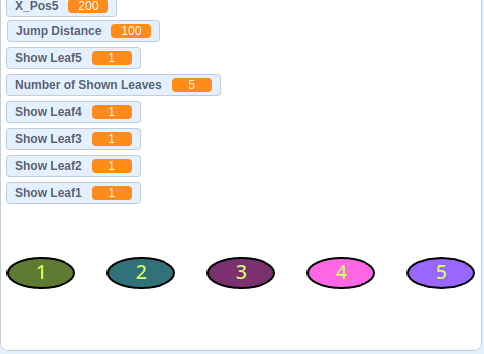 X_Pos5 200
Jump Distance 100
Show Leaf5 1
Number of Shown Leaves 5
Show Leaf4 1
Show Leaf3 1
Show Leaf2 1
Show Leaf1 1
1 2 3 4 5